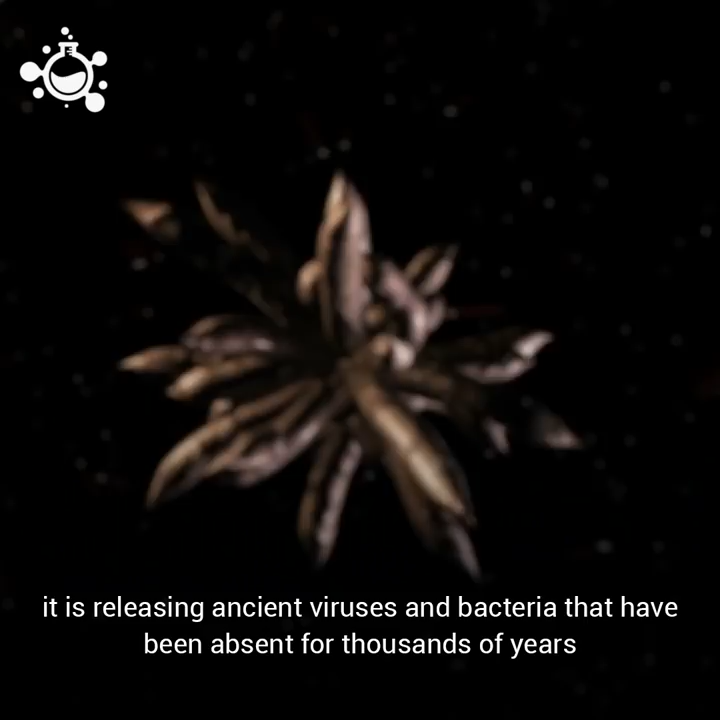 it is releasing ancient viruses and bacteria that have
been absent for thousands of years